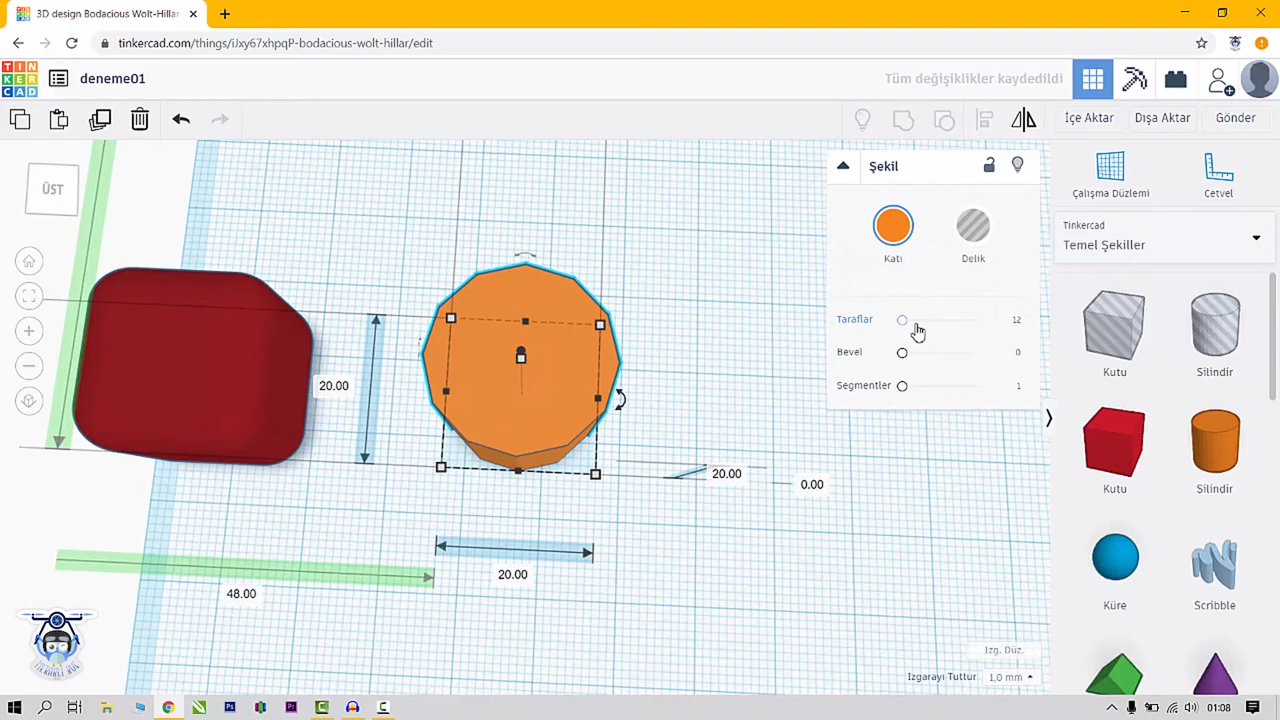 3D design Bodacious Wolt-Hillar
tinkercad.com/things/iJxy67xhpqP-bodacious-wolt-hillar/edit
TIN
KER
CAD
deneme01
Tüm değişiklikler kaydedildi
İçe Aktar
Dışa Aktar
Gönder
ÜST
Şekil
Katı
Delik
Taraflar 12
Bevel 0
Segmentler 1
Çalışma Düzlemi
Cetvel
Tinkercad
Temel Şekiller
Kutu
Silindir
Kutu
Silindir
Küre
Scribble
20.00
20.00
0.00
20.00
48.00
Izg. Düz.
Izgarayı Tuttur 1,0 mm
01:08